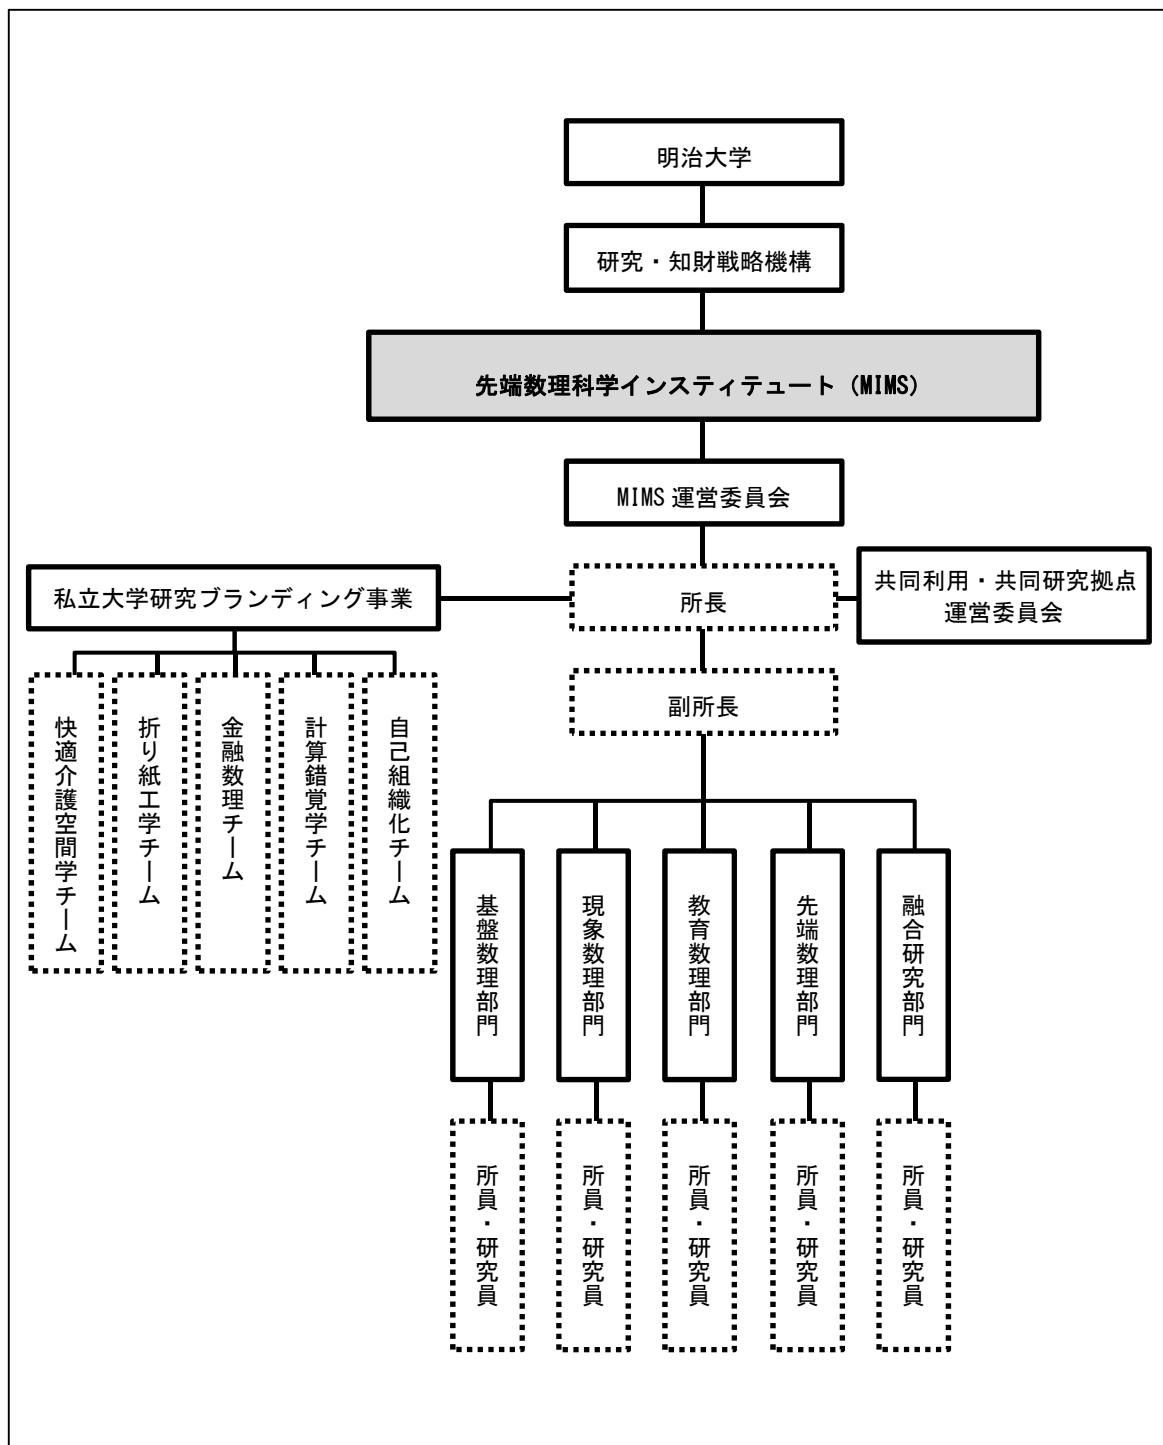 明治大学
研究・知財戦略機構
先端数理科学インスティテュート(MIMS)
MIMS 運営委員会
私立大学研究ブランディング事業
所長
共同利用・共同研究拠点
運営委員会
副所長
快適介護空間学チーム
折り紙工学チーム
金融数理チーム
計算錯覚学チーム
自己組織化チーム
基盤数理部門
現象数理部門
教育数理部門
先端数理部門
融合研究部門
所員・研究員
所員・研究員
所員・研究員
所員・研究員
所員・研究員